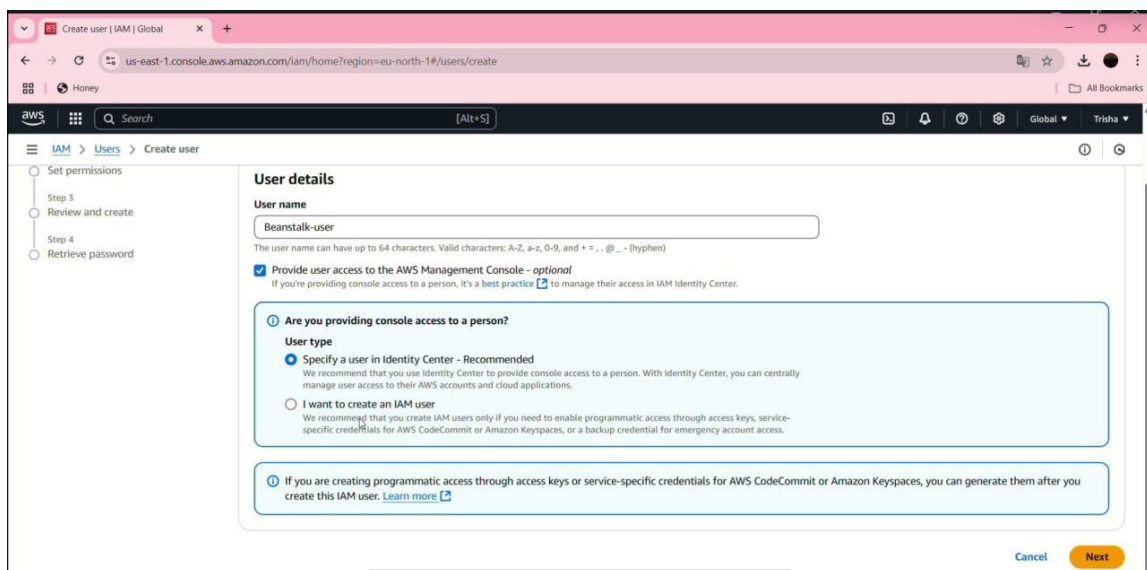 Create user | IAM | Global
us-east-1.console.aws.amazon.com/iam/home?region=eu-north-1#/users/create
Honey
All Bookmarks
aws
Search
[Alt+S]
Global
Trisha
IAM > Users > Create user
Set permissions
Step 3
Review and create
Step 4
Retrieve password
User details
User name
Beanstalk-user
The user name can have up to 64 characters. Valid characters: A-Z, a-z, 0-9, and + = , . @ _ - (hyphen)
Provide user access to the AWS Management Console - optional
If you're providing console access to a person, it's a best practice to manage their access in IAM Identity Center.
Are you providing console access to a person?
User type
Specify a user in Identity Center - Recommended
We recommend that you use Identity Center to provide console access to a person. With Identity Center, you can centrally
manage user access to their AWS accounts and cloud applications.
I want to create an IAM user
We recommend that you create IAM users only if you need to enable programmatic access through access keys, service-
specific credentials for AWS CodeCommit or Amazon Keyspaces, or a backup credential for emergency account access.
If you are creating programmatic access through access keys or service-specific credentials for AWS CodeCommit or Amazon Keyspaces, you can generate them after you
create this IAM user. Learn more
Cancel
Next